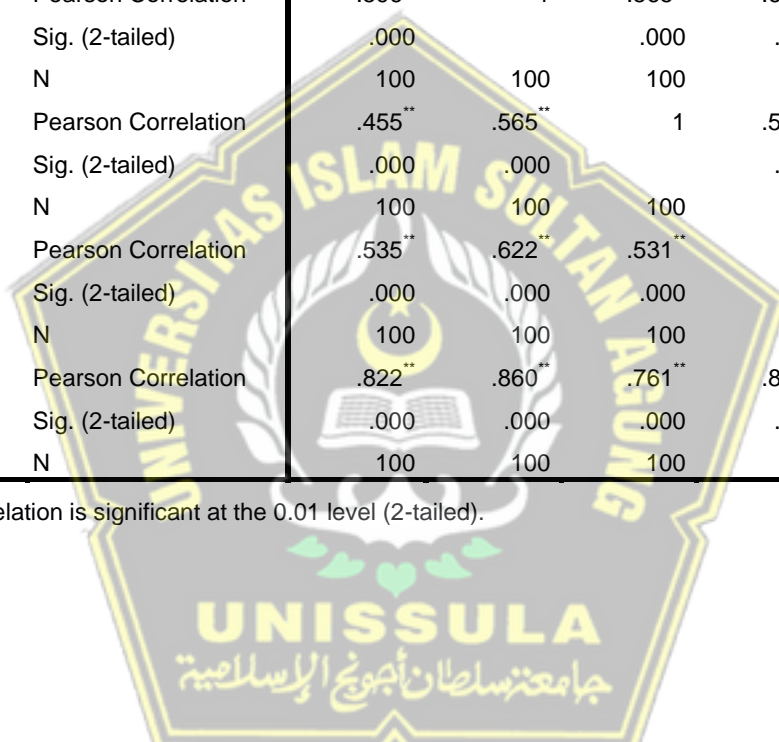 Sig. (2-tailed) .000 .000
N 100 100 100
Pearson Correlation .455** .565** 1
Sig. (2-tailed) .000 .000
N 100 100 100
Pearson Correlation .535** .622** .531**
Sig. (2-tailed) .000 .000 .000
N 100 100 100
Pearson Correlation .822** .860** .761**
Sig. (2-tailed) .000 .000 .000
N 100 100 100
elation is significant at the 0.01 level (2-tailed).
UNIVERSITAS ISLAM SULTAN AGUNG
UNISSULA
جامعة سلطان أجونج الإسلامية